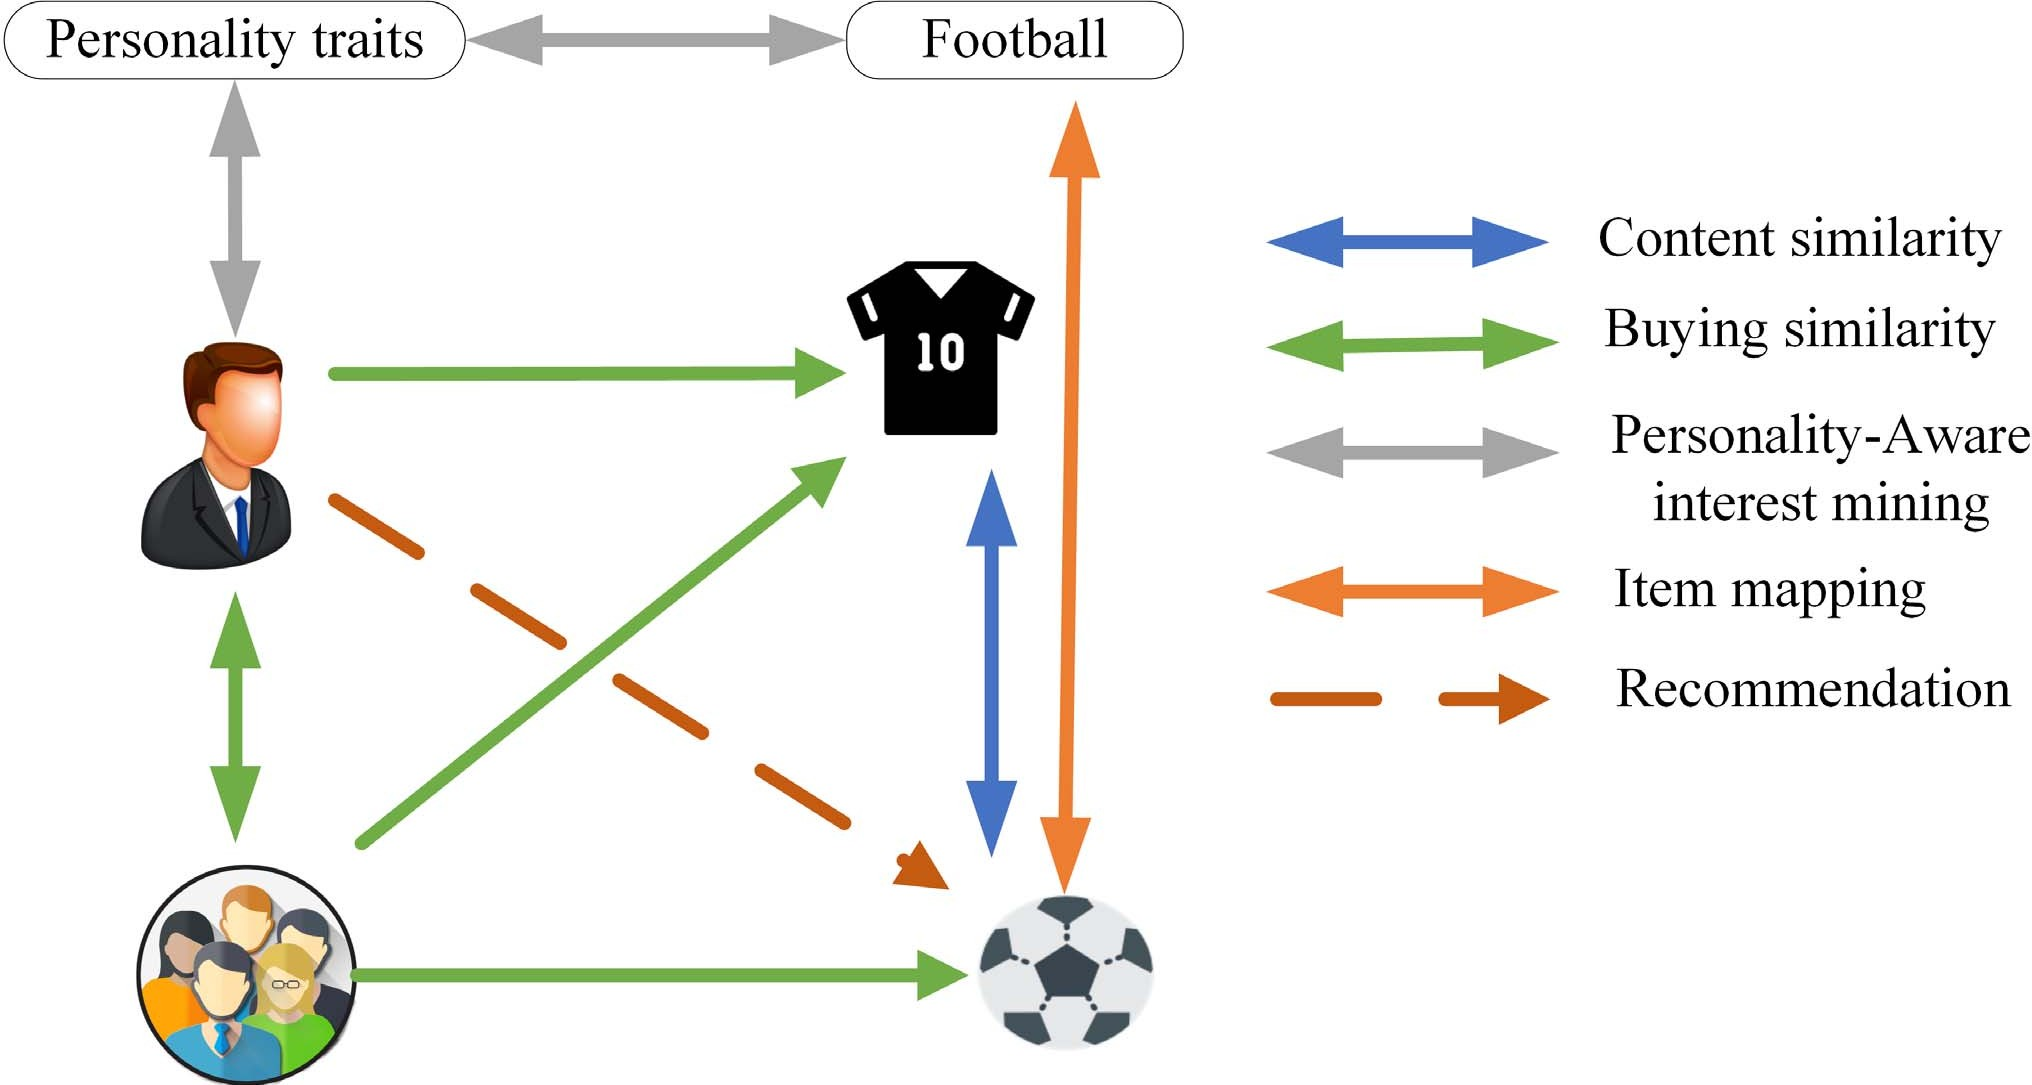 Personality traits
Football
10
Content similarity
Buying similarity
Personality-Aware
interest mining
Item mapping
Recommendation